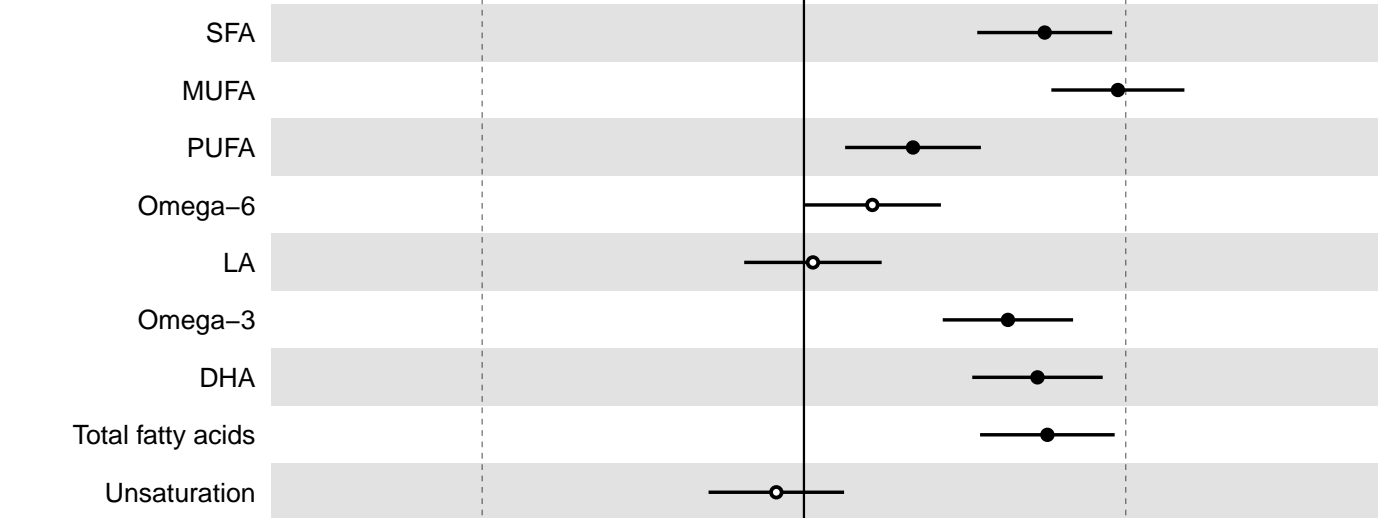 SFA
MUFA
PUFA
Omega−6
LA
Omega−3
DHA
Total fatty acids
Unsaturation